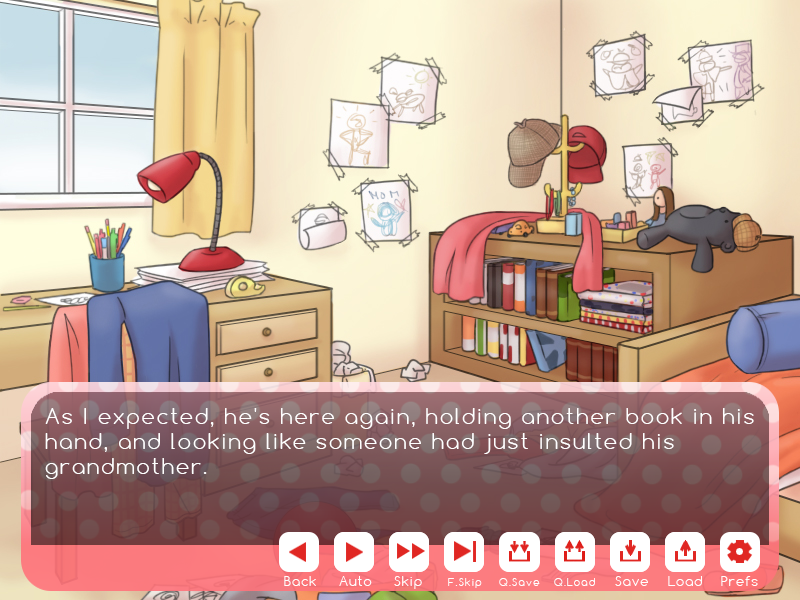 MOM
As I expected, he's here again, holding another book in his
hand, and looking like someone had just insulted his
grandmother.
Back Auto Skip F.Skip Q.Save Q.Load Save Load Prefs